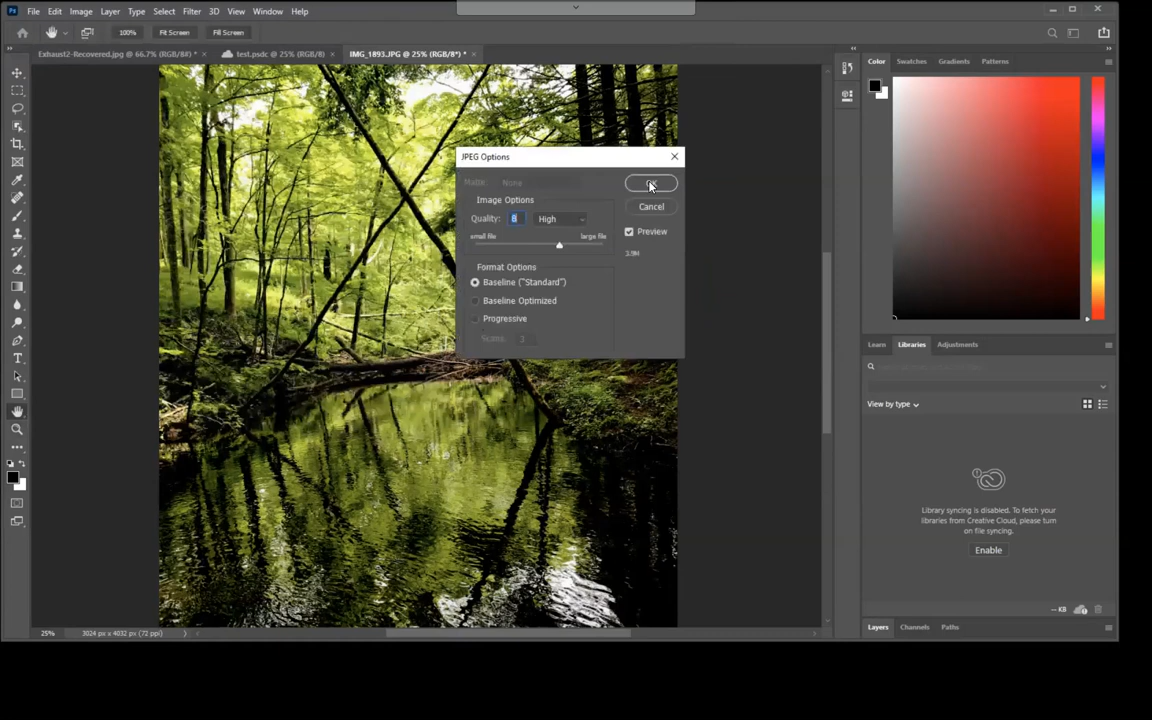 Ps File Edit Image Layer Type Select Filter 3D View Window Help
100% Fit Screen Fill Screen
Exhaust2-Recovered.jpg @ 66.7% (RGB/8#) * × test.psdc @ 25% (RGB/8) × IMG_1893.JPG @ 25% (RGB/8*) * ×
Color Swatches Gradients Patterns
JPEG Options
Matte: None
OK
Image Options
Cancel
Quality: 8 High
Preview
small file large file
3.9M
Format Options
Baseline ("Standard")
Baseline Optimized
Progressive
Scans: 3
Learn Libraries Adjustments
View by type
Library syncing is disabled. To fetch your
libraries from Creative Cloud, please turn
on file syncing.
Enable
-- KB
Layers Channels Paths
25% 3024 px x 4032 px (72 ppi)